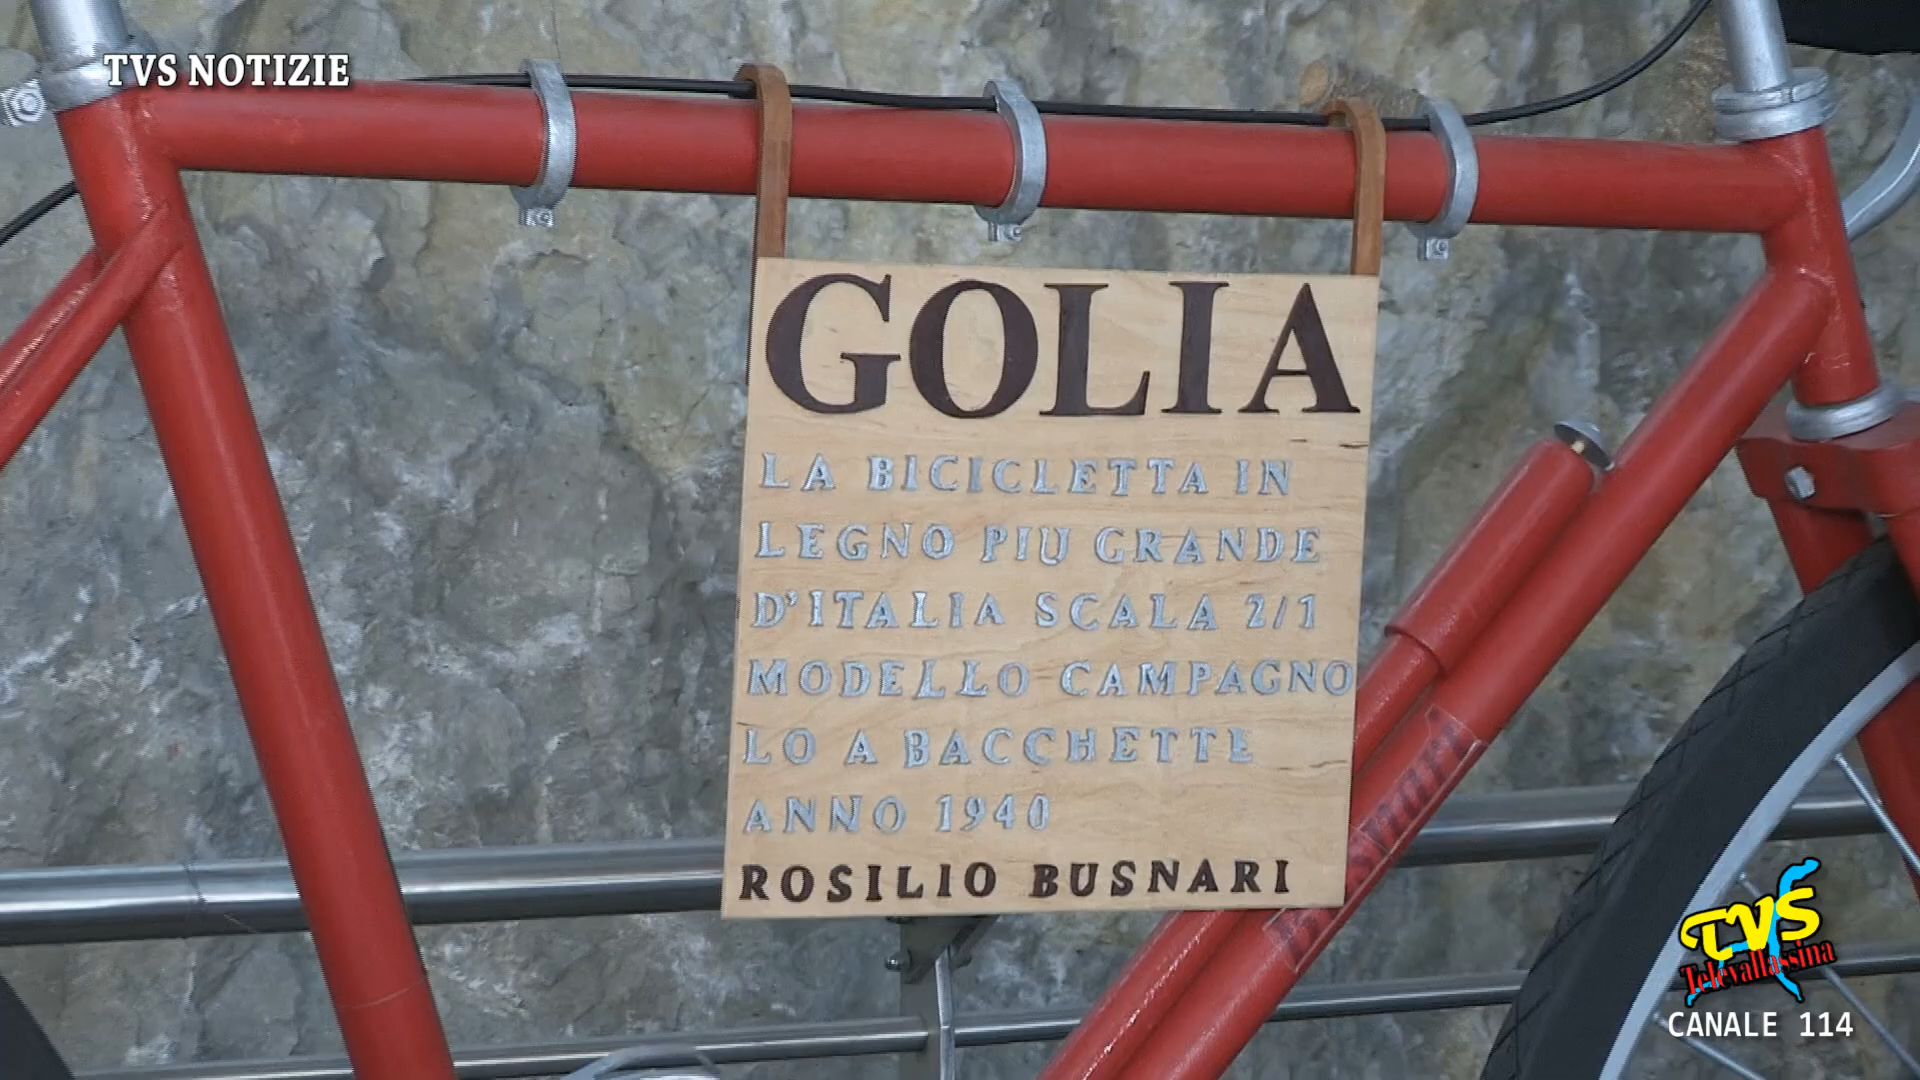 TVS NOTIZIE
GOLIA
LA BICICLETTA IN
LEGNO PIU GRANDE
D'ITALIA SCALA 2/1
MODELLO CAMPAGNO
LO A BACCHETTE
ANNO 1940
ROSILIO BUSNARI
Busnari
TVS
Televallassina
CANALE 114